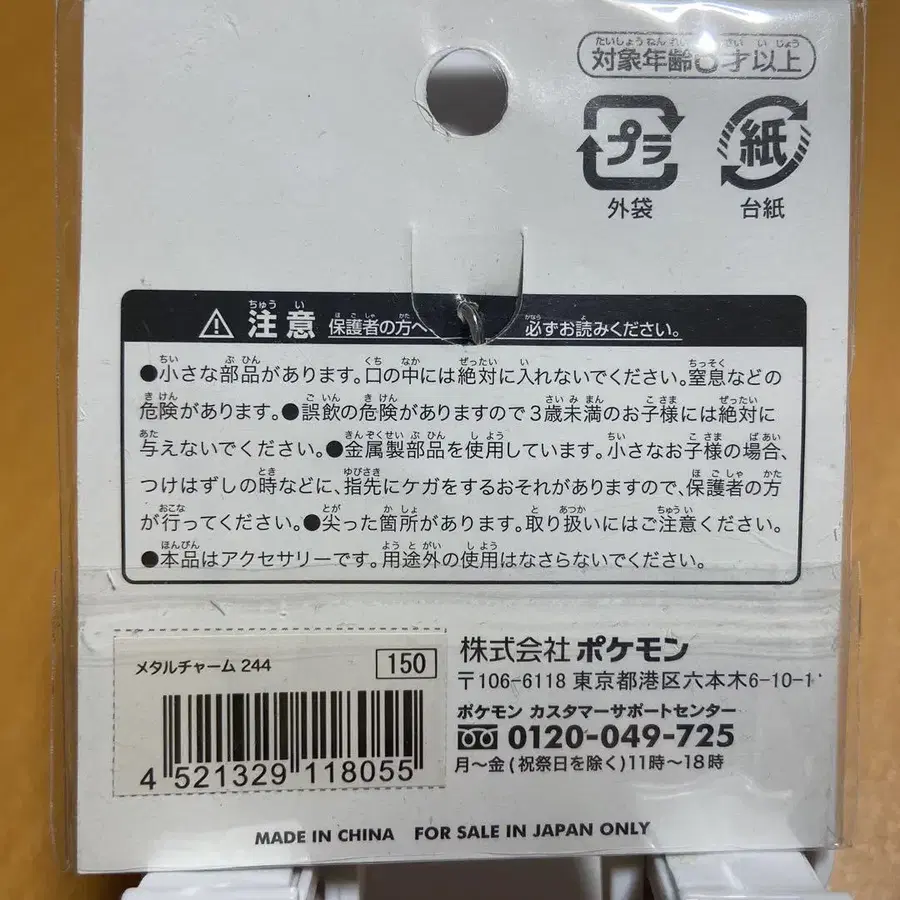 対象年齢6才以上
プラ 紙
外袋 台紙
注意 保護者の方へ 必ずお読みください。
●小さな部品があります。口の中には絶対に入れないでください。窒息などの
危険があります。●誤飲の危険がありますので3歳未満のお子様には絶対に
与えないでください。●金属製部品を使用しています。小さなお子様の場合、
つけはずしの時などに、指先にケガをするおそれがありますので、保護者の方
が行ってください。●尖った箇所があります。取り扱いにはご注意ください。
●本品はアクセサリーです。用途外の使用はなさらないでください。
メタルチャーム 244 150
4 521329 118055
株式会社 ポケモン
〒106-6118 東京都港区六本木6-10-1
ポケモン カスタマーサポートセンター
0120-049-725
月〜金(祝祭日を除く)11時〜18時
MADE IN CHINA FOR SALE IN JAPAN ONLY